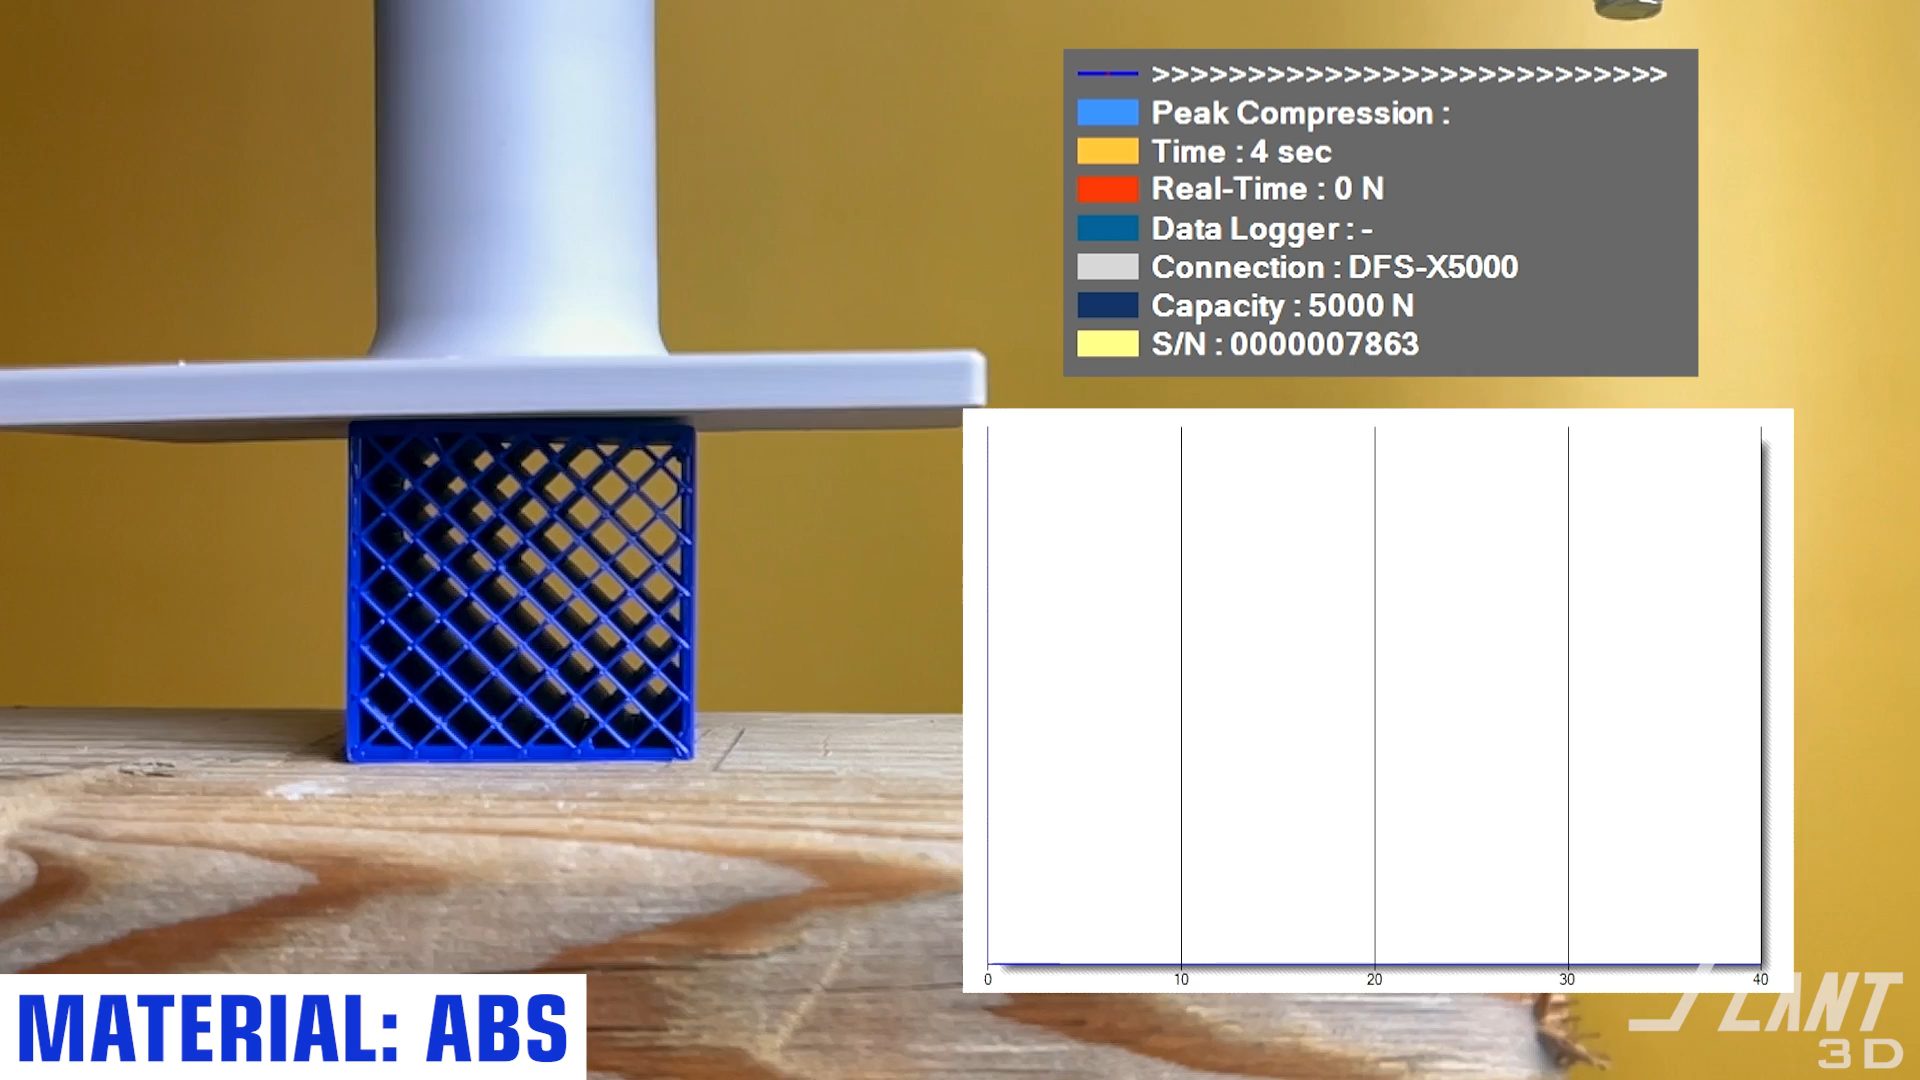 >>>>>>>>>>>>>>>>>>>>>>>>>>>
Peak Compression :
Time : 4 sec
Real-Time : 0 N
Data Logger : -
Connection : DFS-X5000
Capacity : 5000 N
S/N : 0000007863
0 10 20 30 40
MATERIAL: ABS
SLANT
3D